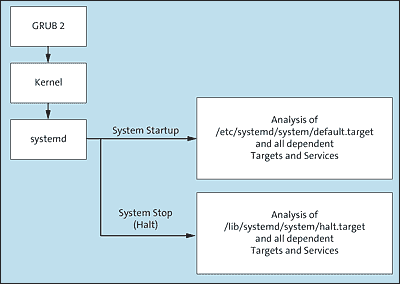 GRUB 2
Kernel
systemd
System Startup
Analysis of
/etc/systemd/system/default.target
and all dependent
Targets and Services
System Stop
(Halt)
Analysis of
/lib/systemd/system/halt.target
and all dependent
Targets and Services